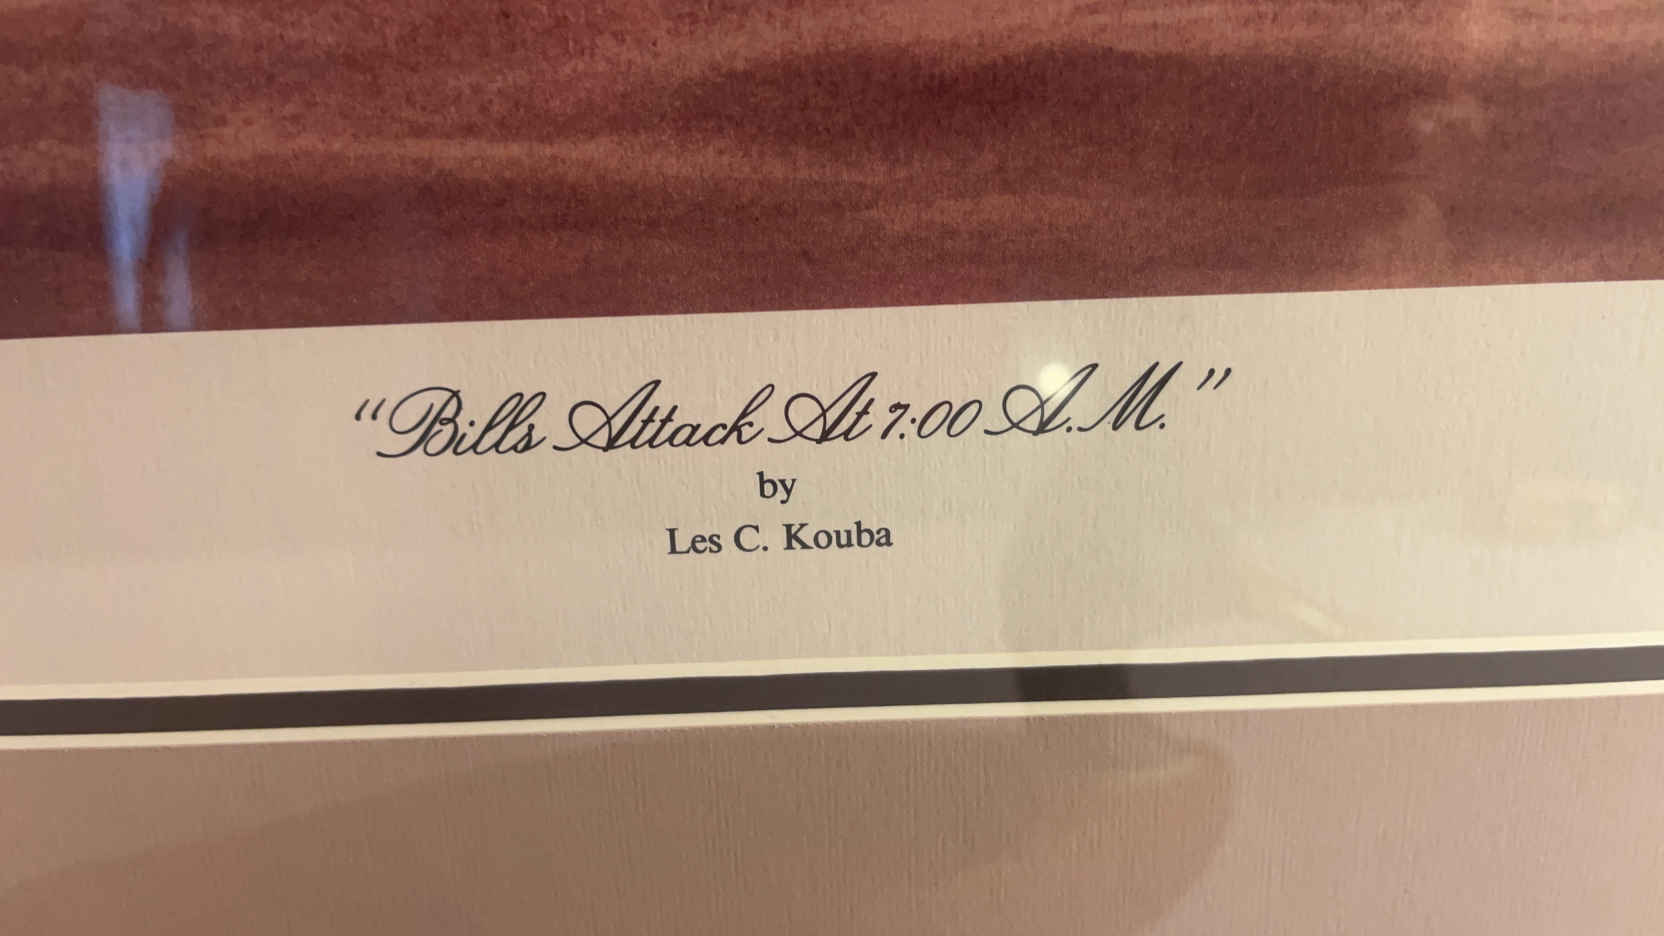 “Bills Attack At 7:00 A.M.”
by
Les C. Kouba